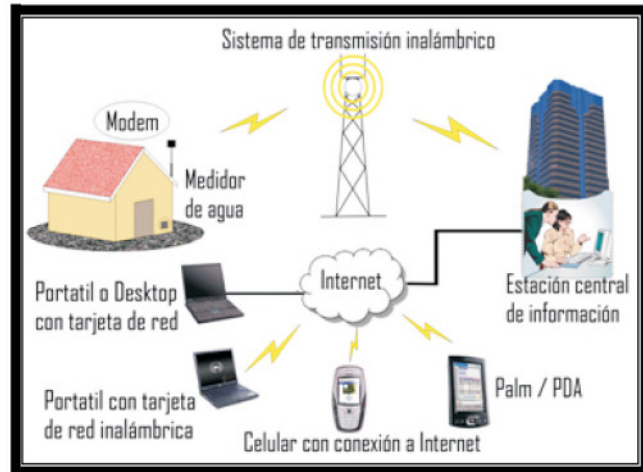 Sistema de transmisión inalámbrico
Modem
Medidor
de agua
Internet
Estación central
de información
Portatil o Desktop
con tarjeta de red
Portatil con tarjeta
de red inalámbrica
Celular con conexión a Internet
Palm / PDA